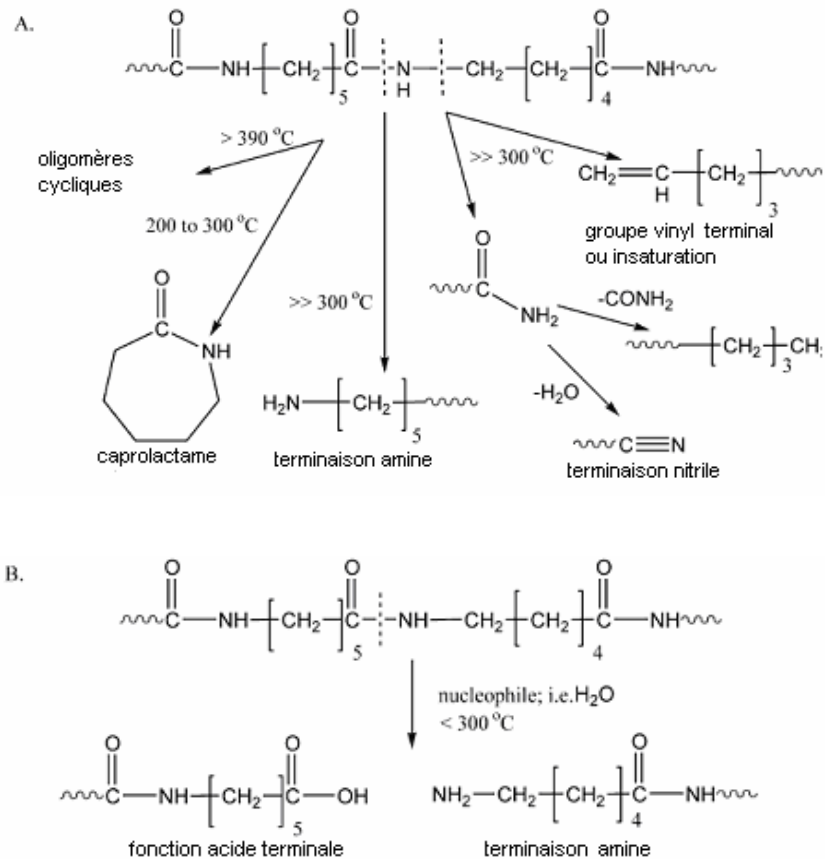 A.
O O O
C—NH—[CH₂]₅—C—N—CH₂—[CH₂]₄—C—NH
H
> 390 °C
oligomères
cycliques
>> 300 °C
CH₂=C—[CH₂]₃
H
groupe vinyl terminal
ou insaturation
200 to 300 °C
O
C
NH
caprolactame
>> 300 °C
H₂N—[CH₂]₅
terminaison amine
O
C
NH₂
-CONH₂
[CH₂]₃—CH₃
-H₂O
C≡N
terminaison nitrile
B.
O O O
C—NH—[CH₂]₅—C—NH—CH₂—[CH₂]₄—C—NH
nucleophile; i.e.H₂O
< 300 °C
O O
C—NH—[CH₂]₅—C—OH
fonction acide terminale
O
NH₂—CH₂—[CH₂]₄—C—NH
terminaison amine